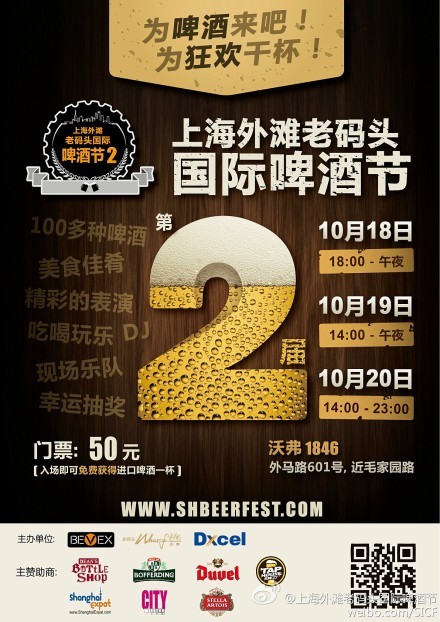 为啤酒来吧！
为狂欢干杯！
上海外滩
老码头国际
啤酒节2
上海外滩老码头
国际啤酒节
第
2
届
100多种啤酒
美食佳肴
精彩的表演
吃喝玩乐 DJ
现场乐队
幸运抽奖
10月18日
18:00 - 午夜
10月19日
14:00 - 午夜
10月20日
14:00 - 23:00
门票: 50 元
[ 入场即可免费获得进口啤酒一杯 ]
沃弗 1846
外马路601号, 近毛家园路
WWW.SHBEERFEST.COM
主办单位:
BEVEX
Dxcel
主赞助商:
BEAN'S
BOTTLE
SHOP
BOFFERDING
Duvel
TAP
HOUSE
Shanghai
Expat
www.ShanghaiExpat.com
CITY
STELLA
ARTOIS
@上海外滩老码头国际啤酒节
weibo.com/SICF